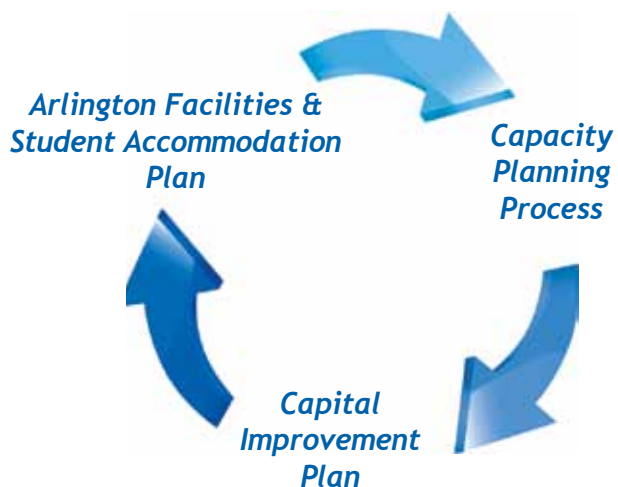 Arlington Facilities &
Student Accommodation
Plan
Capacity
Planning
Process
Capital
Improvement
Plan